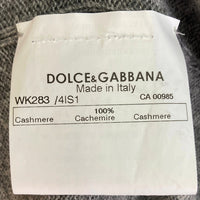 DOLCE&GABBANA
Made in Italy
WK283 /4IS1 CA 00985
100%
Cashmere Cachemire Cashmere